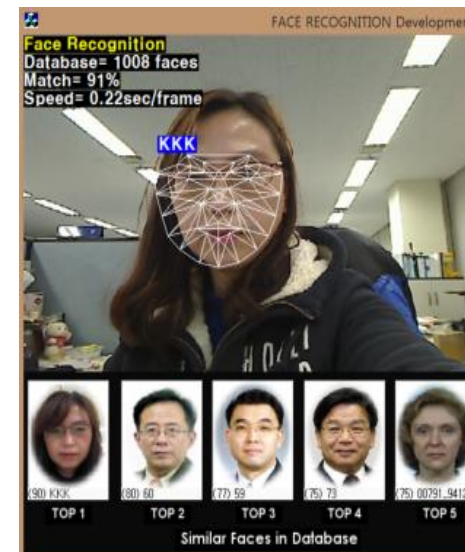 FACE RECOGNITION Developmen
Face Recognition
Database= 1008 faces
Match= 91%
Speed= 0.22sec/frame
KKK
(90) KKK
(80) 60
(77) 59
(75) 73
(75) 00791_941
TOP 1
TOP 2
TOP 3
TOP 4
TOP 5
Similar Faces in Database